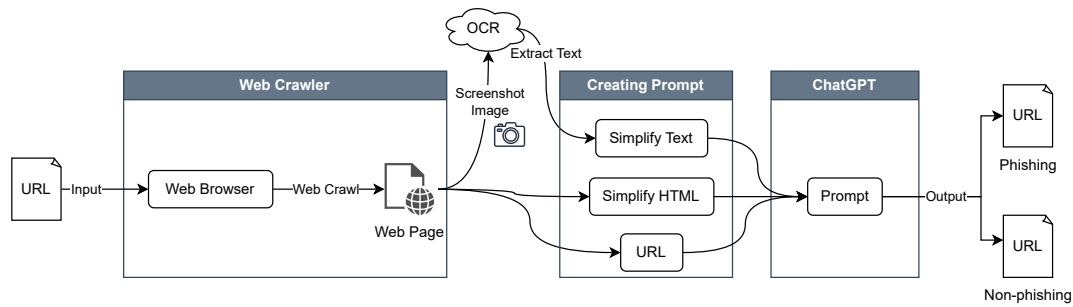 OCR
Extract Text
Web Crawler
Creating Prompt
ChatGPT
Screenshot
Image
URL
Input
Web Browser
Web Crawl
Web Page
Simplify Text
Simplify HTML
URL
Prompt
Output
URL
Phishing
URL
Non-phishing